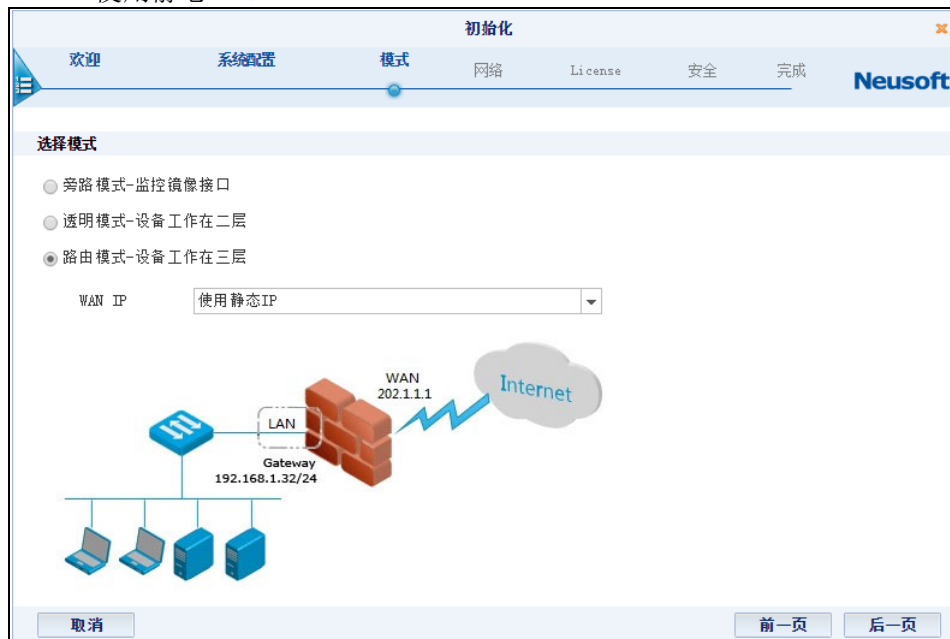 初始化
欢迎 系统配置 模式 网络 License 安全 完成
Neusoft
选择模式
旁路模式-监控镜像接口
透明模式-设备工作在二层
路由模式-设备工作在三层
WAN IP 使用静态IP
WAN
202.1.1.1
Internet
LAN
Gateway
192.168.1.32/24
取消 前一页 后一页